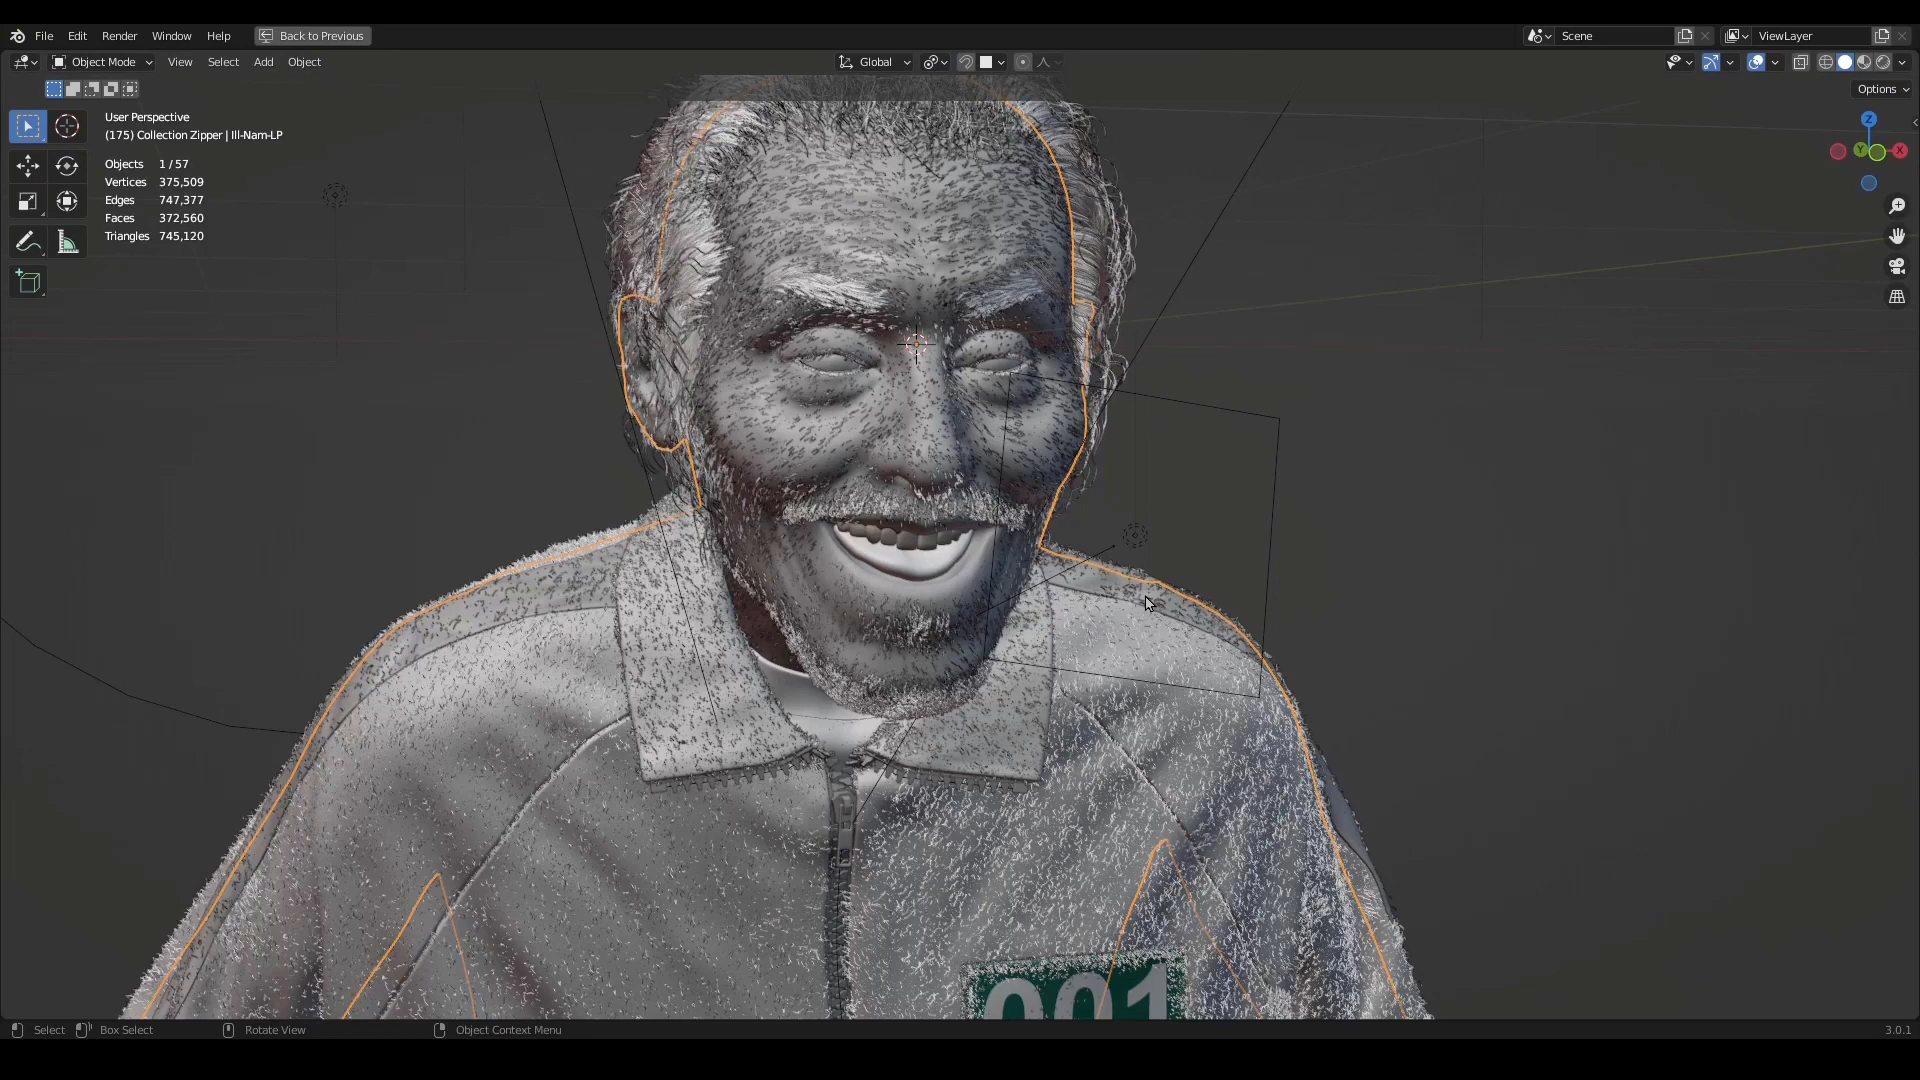 File Edit Render Window Help Back to Previous Scene ViewLayer
Object Mode View Select Add Object Global
Options
User Perspective
(175) Collection Zipper | Ill-Nam-LP
Objects 1 / 57
Vertices 375,509
Edges 747,377
Faces 372,560
Triangles 745,120
Z
Y
X
001
Select Box Select Rotate View Object Context Menu 3.0.1